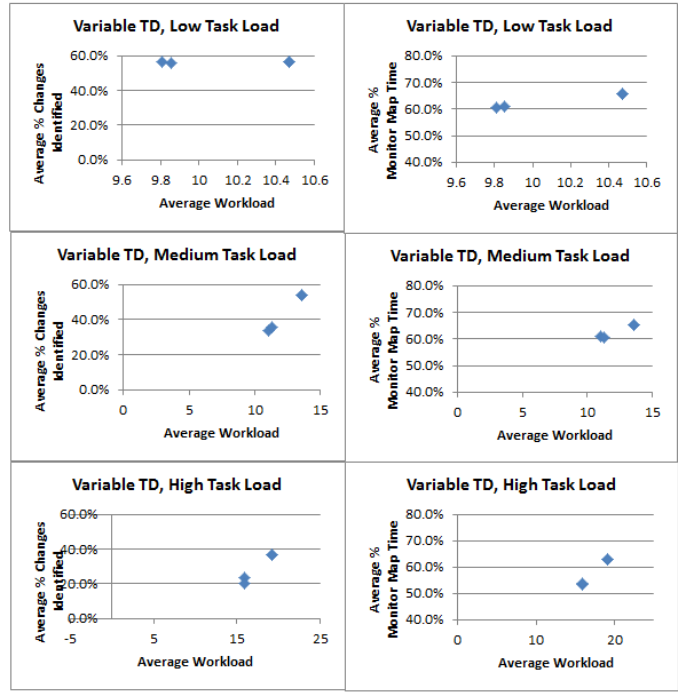 Variable TD, Low Task Load
Average % Changes
Identified
60.0%
40.0%
20.0%
0.0%
9.6 9.8 10 10.2 10.4 10.6
Average Workload
Variable TD, Low Task Load
Average %
Monitor Map Time
80.0%
70.0%
60.0%
50.0%
40.0%
9.6 9.8 10 10.2 10.4 10.6
Average Workload
Variable TD, Medium Task Load
Average % Changes
Identified
60.0%
40.0%
20.0%
0.0%
0 5 10 15
Average Workload
Variable TD, Medium Task Load
Average %
Monitor Map Time
80.0%
70.0%
60.0%
50.0%
40.0%
0 5 10 15
Average Workload
Variable TD, High Task Load
Average % Changes
Identified
60.0%
40.0%
20.0%
0.0%
-5 5 15 25
Average Workload
Variable TD, High Task Load
Average %
Monitor Map Time
80.0%
70.0%
60.0%
50.0%
40.0%
0 10 20
Average Workload